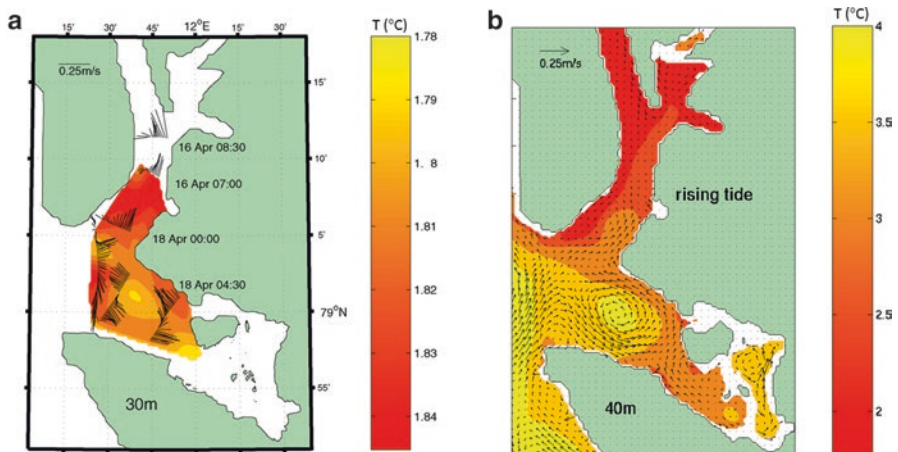 a
T (°C)
15' 30' 45' 12°E 15' 30'
0.25m/s
15'
10'
5'
79°N
55'
16 Apr 08:30
16 Apr 07:00
18 Apr 00:00
18 Apr 04:30
30m
1.78
1.79
1.8
1.82
1.83
1.84
b
T (°C)
0.25m/s
rising tide
40m
4
3.5
3
2.5
2